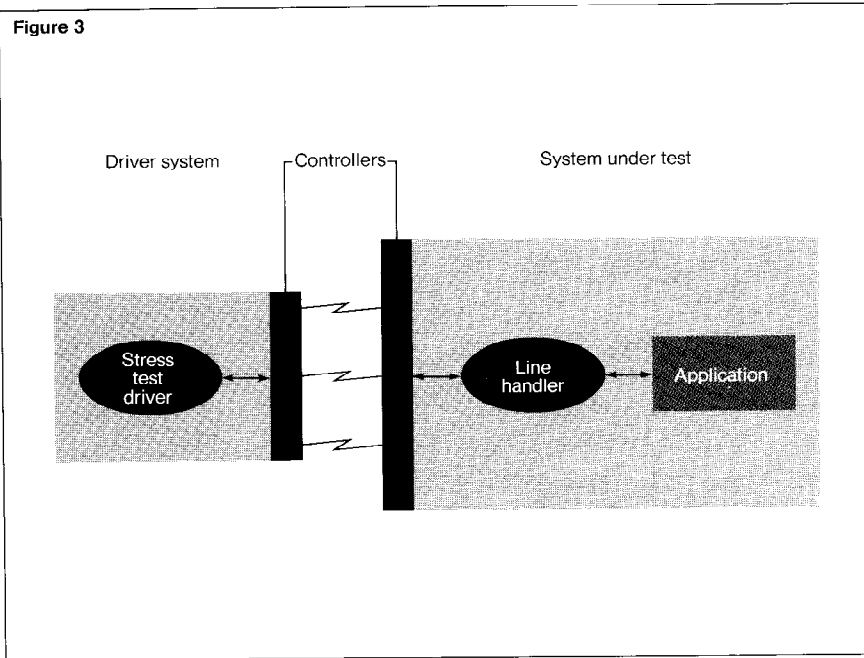 Figure 3
Driver system
Controllers
System under test
Stress
test
driver
Line
handler
Application